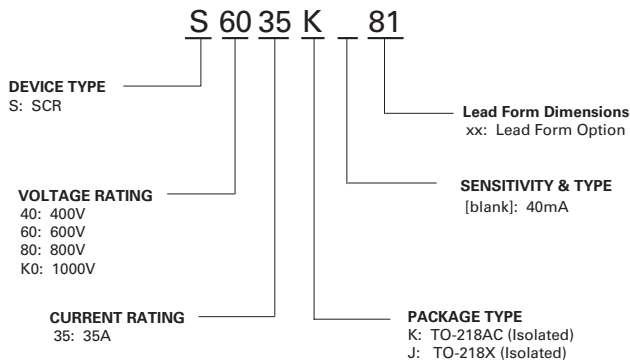 S 60 35 K _ 81
DEVICE TYPE
S: SCR
Lead Form Dimensions
xx: Lead Form Option
VOLTAGE RATING
40: 400V
60: 600V
80: 800V
K0: 1000V
SENSITIVITY & TYPE
[blank]: 40mA
CURRENT RATING
35: 35A
PACKAGE TYPE
K: TO-218AC (Isolated)
J: TO-218X (Isolated)